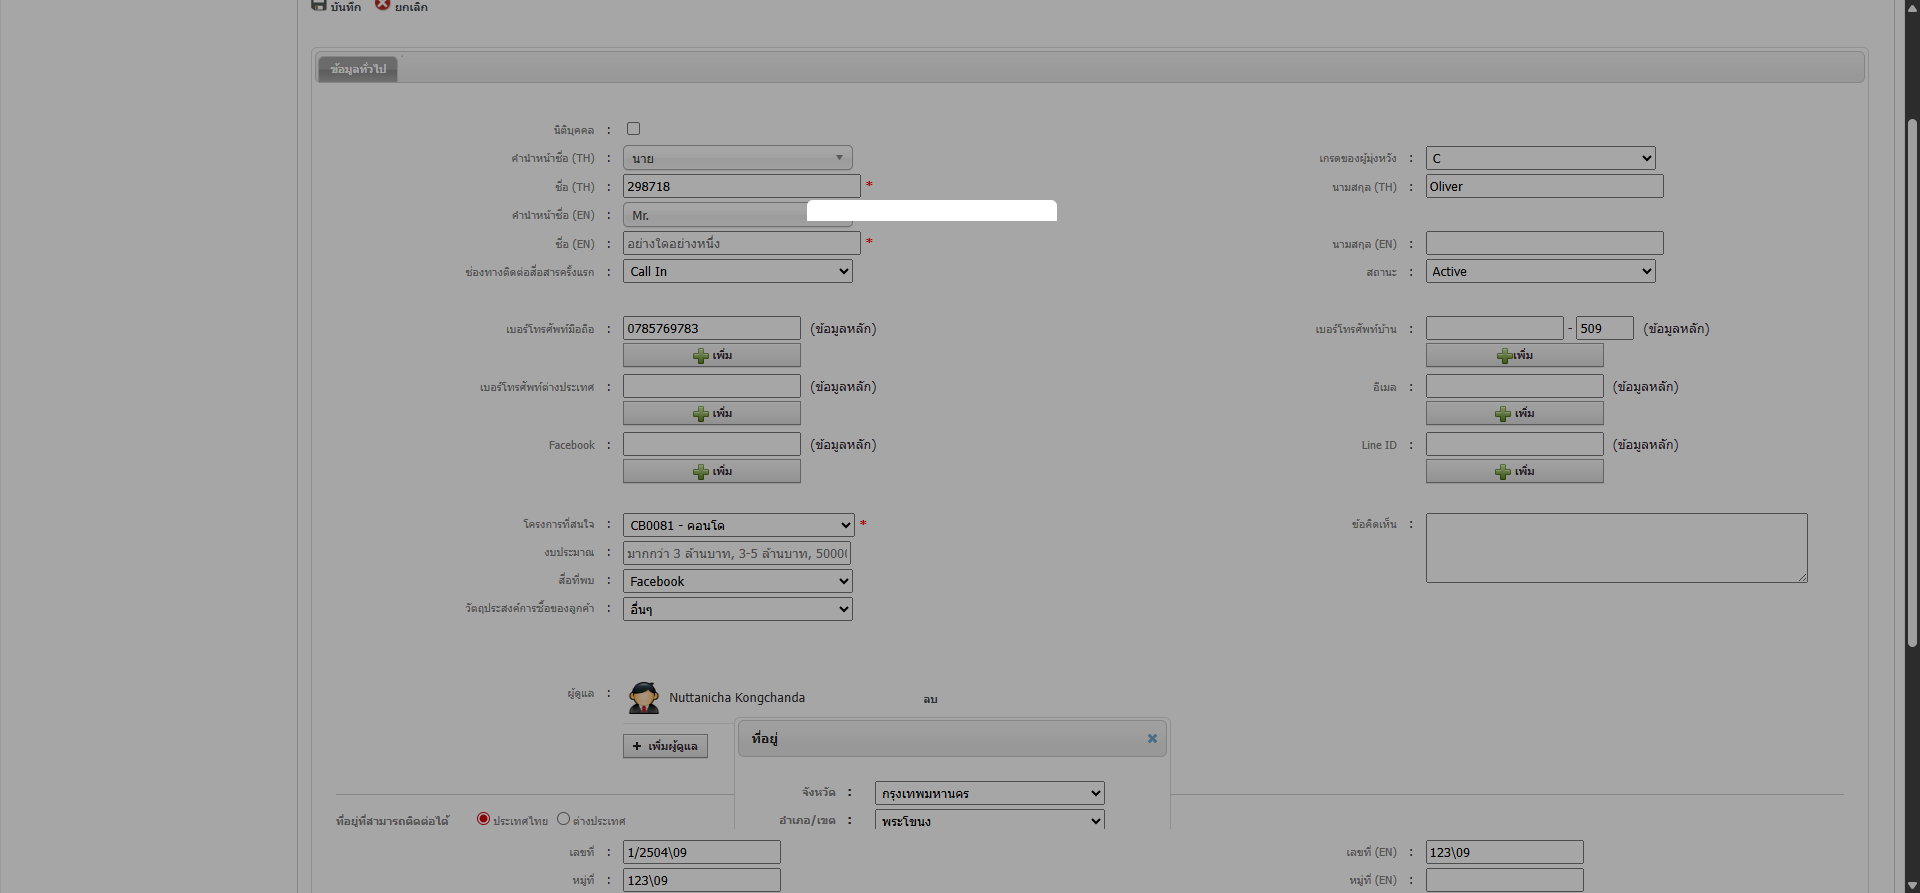 บันทึก ยกเลิก
ข้อมูลทั่วไป
นิติบุคคล :
คำนำหน้าชื่อ (TH) : นาย เกรดของผู้มุ่งหวัง : C
ชื่อ (TH) : 298718 * นามสกุล (TH) : Oliver
คำนำหน้าชื่อ (EN) : Mr.
ชื่อ (EN) : อย่างใดอย่างหนึ่ง * นามสกุล (EN) :
ช่องทางติดต่อสื่อสารครั้งแรก : Call In สถานะ : Active
เบอร์โทรศัพท์มือถือ : 0785769783 (ข้อมูลหลัก) เบอร์โทรศัพท์บ้าน : - 509 (ข้อมูลหลัก)
เพิ่ม เพิ่ม
เบอร์โทรศัพท์ต่างประเทศ : (ข้อมูลหลัก) อีเมล : (ข้อมูลหลัก)
เพิ่ม เพิ่ม
Facebook : (ข้อมูลหลัก) Line ID : (ข้อมูลหลัก)
เพิ่ม เพิ่ม
โครงการที่สนใจ : CB0081 - คอนโด * ข้อคิดเห็น :
งบประมาณ : มากกว่า 3 ล้านบาท, 3-5 ล้านบาท, 5000
สื่อที่พบ : Facebook
วัตถุประสงค์การซื้อของลูกค้า : อื่นๆ
ผู้ดูแล : Nuttanicha Kongchanda ลบ
+ เพิ่มผู้ดูแล
ที่อยู่
จังหวัด : กรุงเทพมหานคร
อำเภอ/เขต : พระโขนง
ที่อยู่ที่สามารถติดต่อได้ ประเทศไทย ต่างประเทศ
เลขที่ : 1/2504\09 เลขที่ (EN) : 123\09
หมู่ที่ : 123\09 หมู่ที่ (EN) :